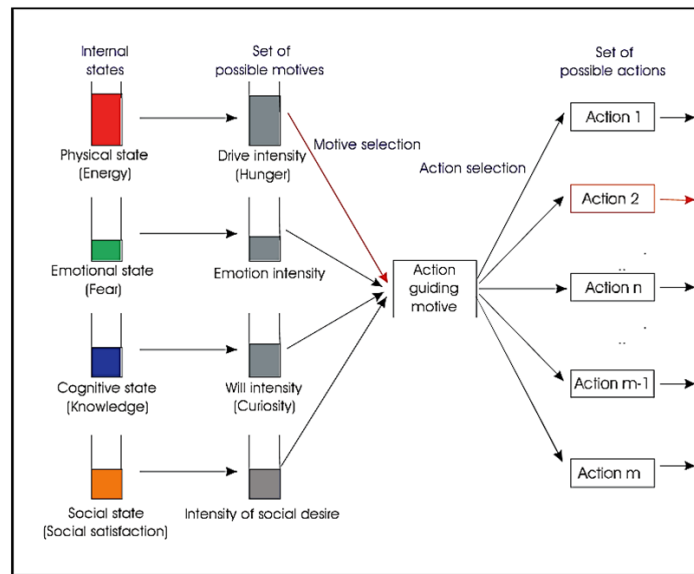 Internal
states
Set of
possible motives
Set of
possible actions
Physical state
(Energy)
Drive intensity
(Hunger)
Motive selection
Action selection
Action 1
Emotional state
(Fear)
Emotion intensity
Action
guiding
motive
Action 2
..
Action n
..
Cognitive state
(Knowledge)
Will intensity
(Curiosity)
Action m-1
Social state
(Social satisfaction)
Intensity of social desire
Action m